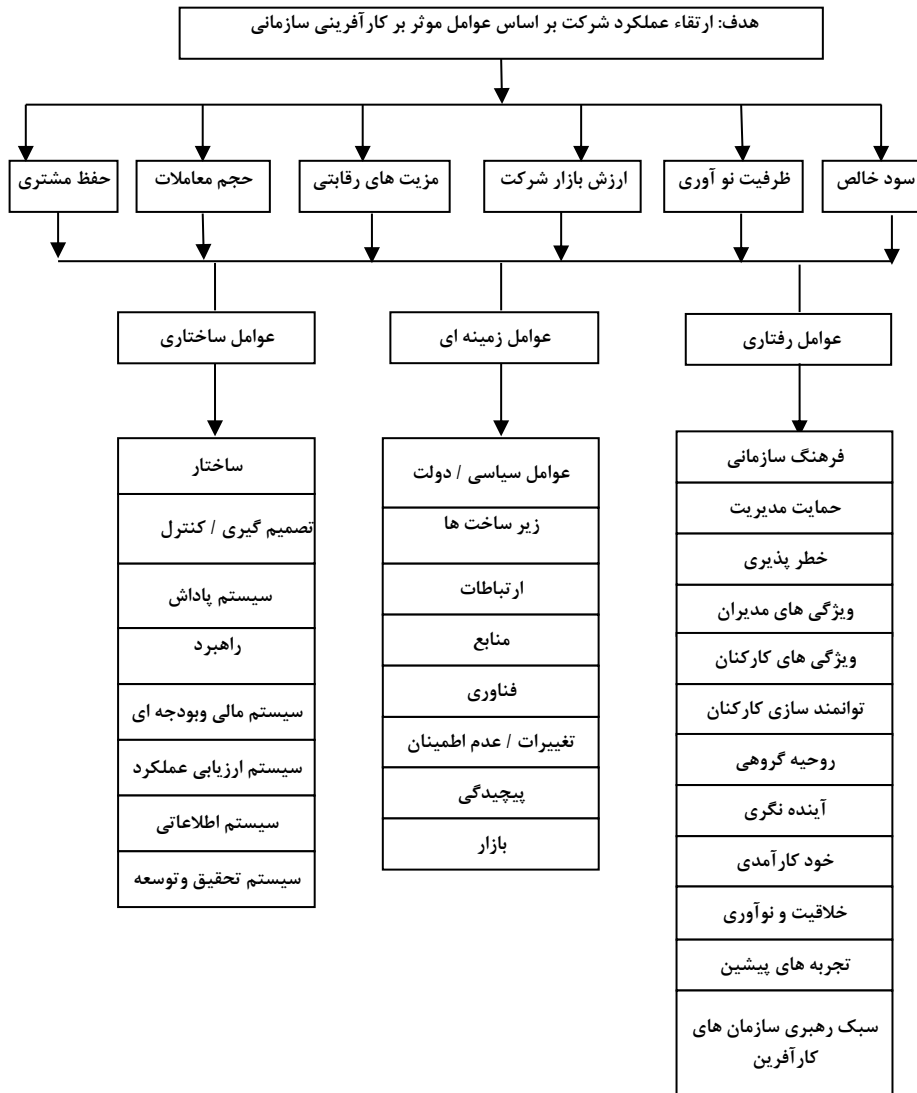 هدف: ارتقاء عملکرد شرکت بر اساس عوامل موثر بر کارآفرینی سازمانی
سود خالص
ظرفیت نو آوری
ارزش بازار شرکت
مزیت های رقابتی
حجم معاملات
حفظ مشتری
عوامل رفتاری
عوامل زمینه ای
عوامل ساختاری
فرهنگ سازمانی
حمایت مدیریت
خطر پذیری
ویژگی های مدیران
ویژگی های کارکنان
توانمند سازی کارکنان
روحیه گروهی
آینده نگری
خود کارآمدی
خلاقیت و نوآوری
تجربه های پیشین
سبک رهبری سازمان های
کارآفرین
عوامل سیاسی / دولت
زیر ساخت ها
ارتباطات
منابع
فناوری
تغییرات / عدم اطمینان
پیچیدگی
بازار
ساختار
تصمیم گیری / کنترل
سیستم پاداش
راهبرد
سیستم مالی وبودجه ای
سیستم ارزیابی عملکرد
سیستم اطلاعاتی
سیستم تحقیق وتوسعه